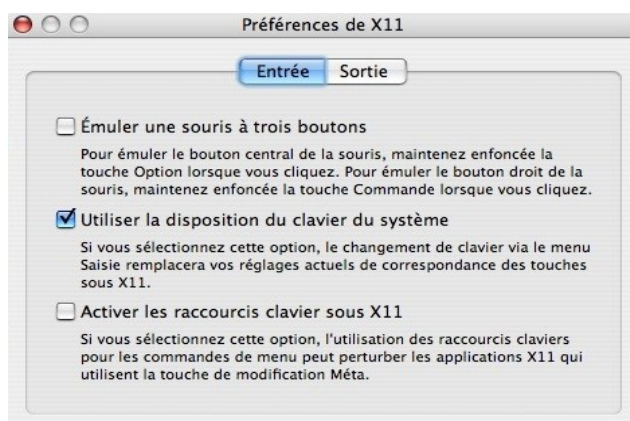 Préférences de X11
Entrée Sortie
Émuler une souris à trois boutons
Pour émuler le bouton central de la souris, maintenez enfoncée la
touche Option lorsque vous cliquez. Pour émuler le bouton droit de la
souris, maintenez enfoncée la touche Commande lorsque vous cliquez.
Utiliser la disposition du clavier du système
Si vous sélectionnez cette option, le changement de clavier via le menu
Saisie remplacera vos réglages actuels de correspondance des touches
sous X11.
Activer les raccourcis clavier sous X11
Si vous sélectionnez cette option, l'utilisation des raccourcis claviers
pour les commandes de menu peut perturber les applications X11 qui
utilisent la touche de modification Méta.